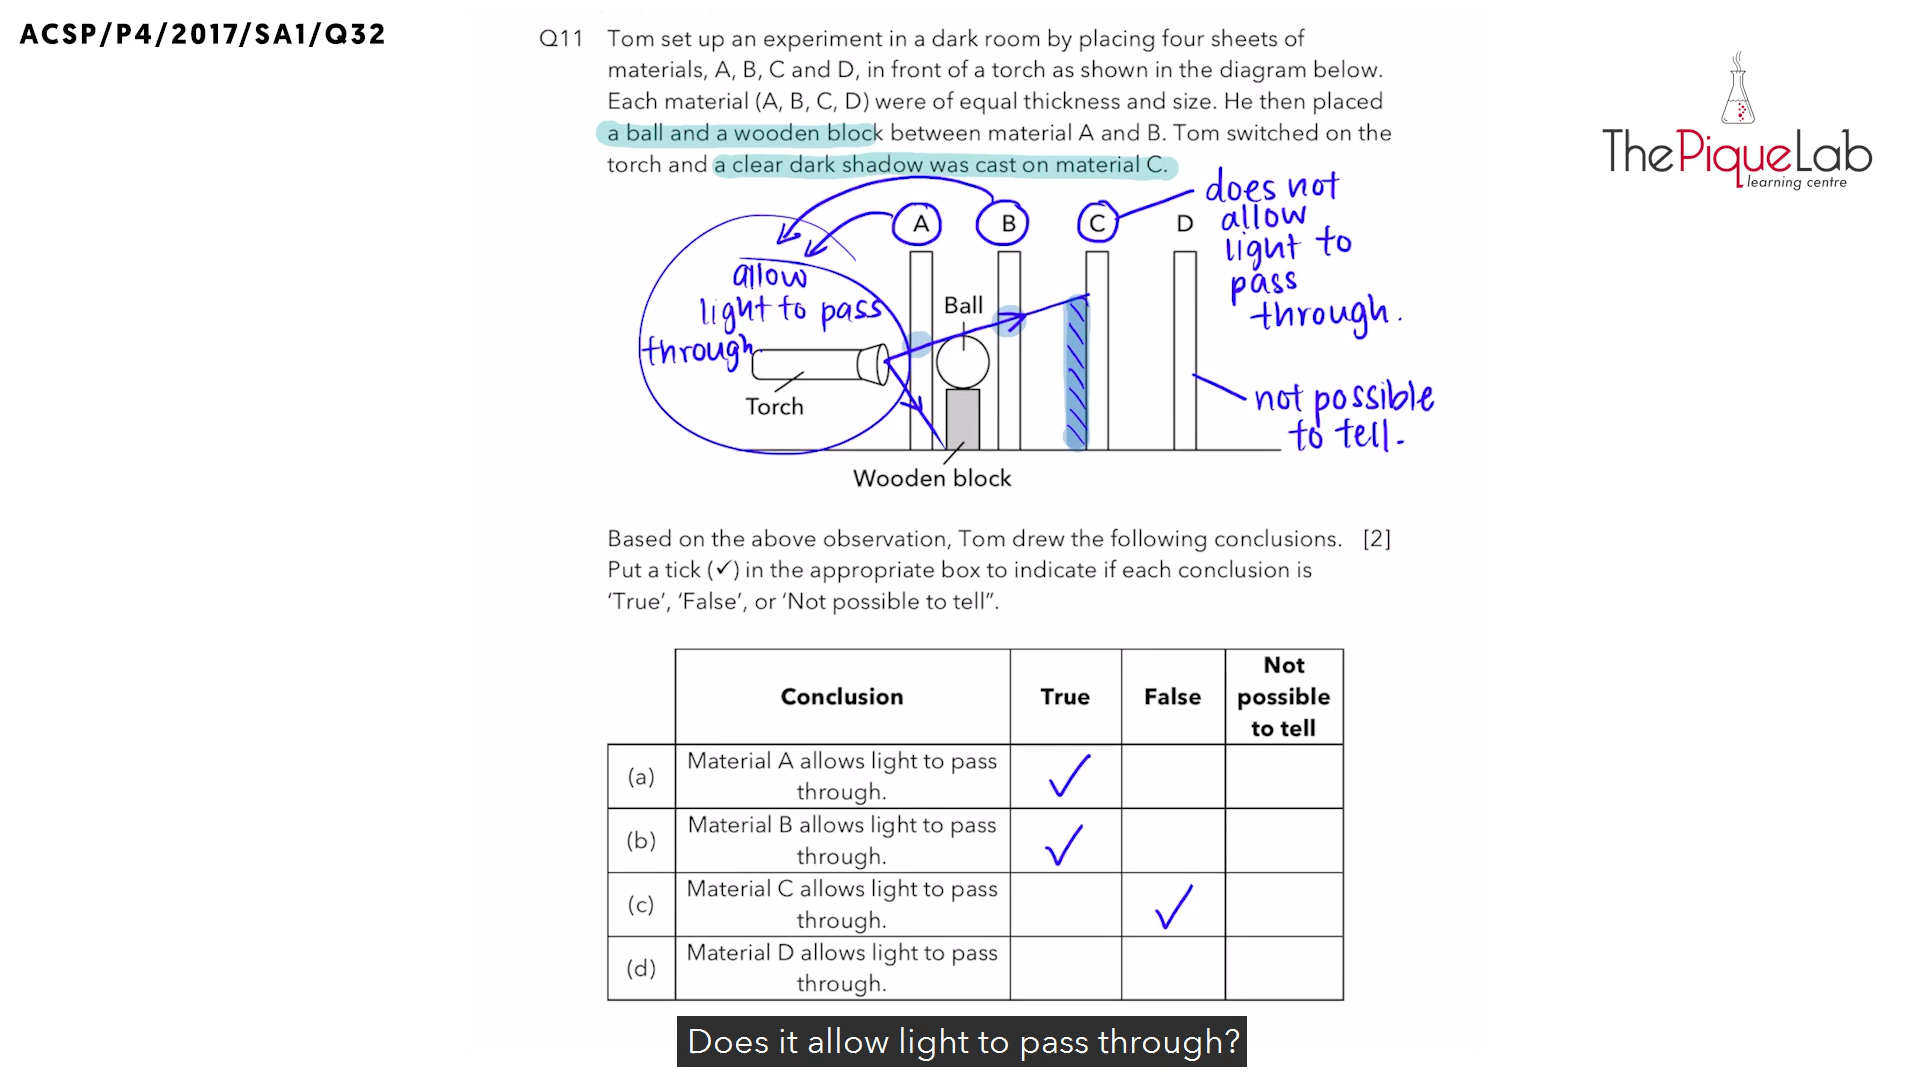 ACSP/P4/2017/SA1/Q32
Q11 Tom set up an experiment in a dark room by placing four sheets of
materials, A, B, C and D, in front of a torch as shown in the diagram below.
Each material (A, B, C, D) were of equal thickness and size. He then placed
a ball and a wooden block between material A and B. Tom switched on the
torch and a clear dark shadow was cast on material C.
ThePiqueLab
learning centre
does not
allow
light to
pass
through.
A B C D
allow
light to pass
through.
Ball
Torch
not possible
to tell.
Wooden block
Based on the above observation, Tom drew the following conclusions. [2]
Put a tick (✓) in the appropriate box to indicate if each conclusion is
‘True’, ‘False’, or ‘Not possible to tell”.
Conclusion True False Not possible to tell
(a) Material A allows light to pass through. ✓
(b) Material B allows light to pass through. ✓
(c) Material C allows light to pass through. ✓
(d) Material D allows light to pass through.
Does it allow light to pass through?